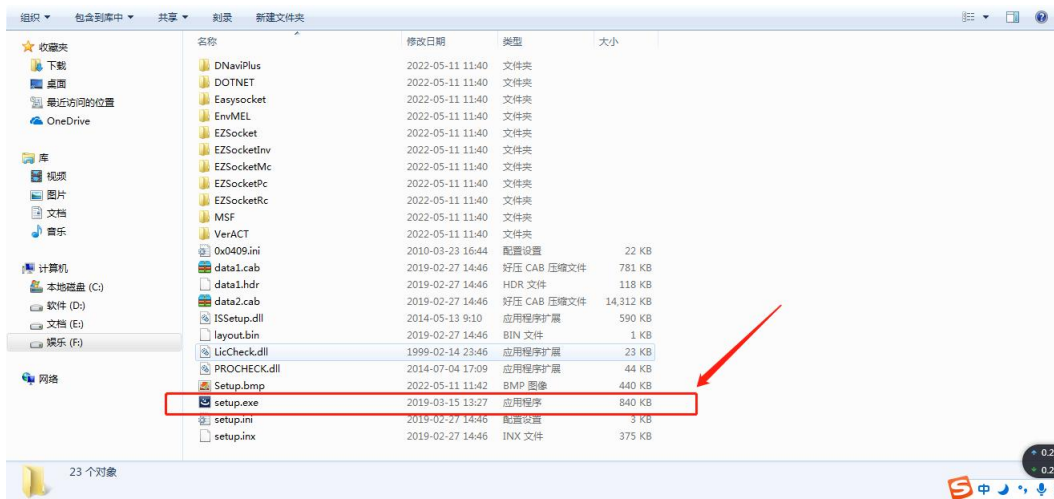 组织 包含到库中 共享 刻录 新建文件夹
名称 修改日期 类型 大小
收藏夹
下载
桌面
最近访问的位置
OneDrive
库
视频
图片
文档
音乐
计算机
本地磁盘 (C:)
软件 (D:)
文档 (E:)
娱乐 (F:)
网络
DNaviPlus 2022-05-11 11:40 文件夹
DOTNET 2022-05-11 11:40 文件夹
Easysocket 2022-05-11 11:40 文件夹
EnvMEL 2022-05-11 11:40 文件夹
EZSocket 2022-05-11 11:40 文件夹
EZSocketInv 2022-05-11 11:40 文件夹
EZSocketMc 2022-05-11 11:40 文件夹
EZSocketPc 2022-05-11 11:40 文件夹
EZSocketRc 2022-05-11 11:40 文件夹
MSF 2022-05-11 11:40 文件夹
VerACT 2022-05-11 11:40 文件夹
0x0409.ini 2010-03-23 16:44 配置设置 22 KB
data1.cab 2019-02-27 14:46 好压 CAB 压缩文件 781 KB
data1.hdr 2019-02-27 14:46 HDR 文件 118 KB
data2.cab 2019-02-27 14:46 好压 CAB 压缩文件 14,312 KB
ISSetup.dll 2014-05-13 9:10 应用程序扩展 590 KB
layout.bin 2019-02-27 14:46 BIN 文件 1 KB
LicCheck.dll 1999-02-14 23:46 应用程序扩展 23 KB
PROCHECK.dll 2014-07-04 17:09 应用程序扩展 44 KB
Setup.bmp 2022-05-11 11:42 BMP 图像 440 KB
setup.exe 2019-03-15 13:27 应用程序 840 KB
setup.ini 2019-02-27 14:46 配置设置 3 KB
setup.inx 2019-02-27 14:46 INX 文件 375 KB
23 个对象
0.2
0.2
中